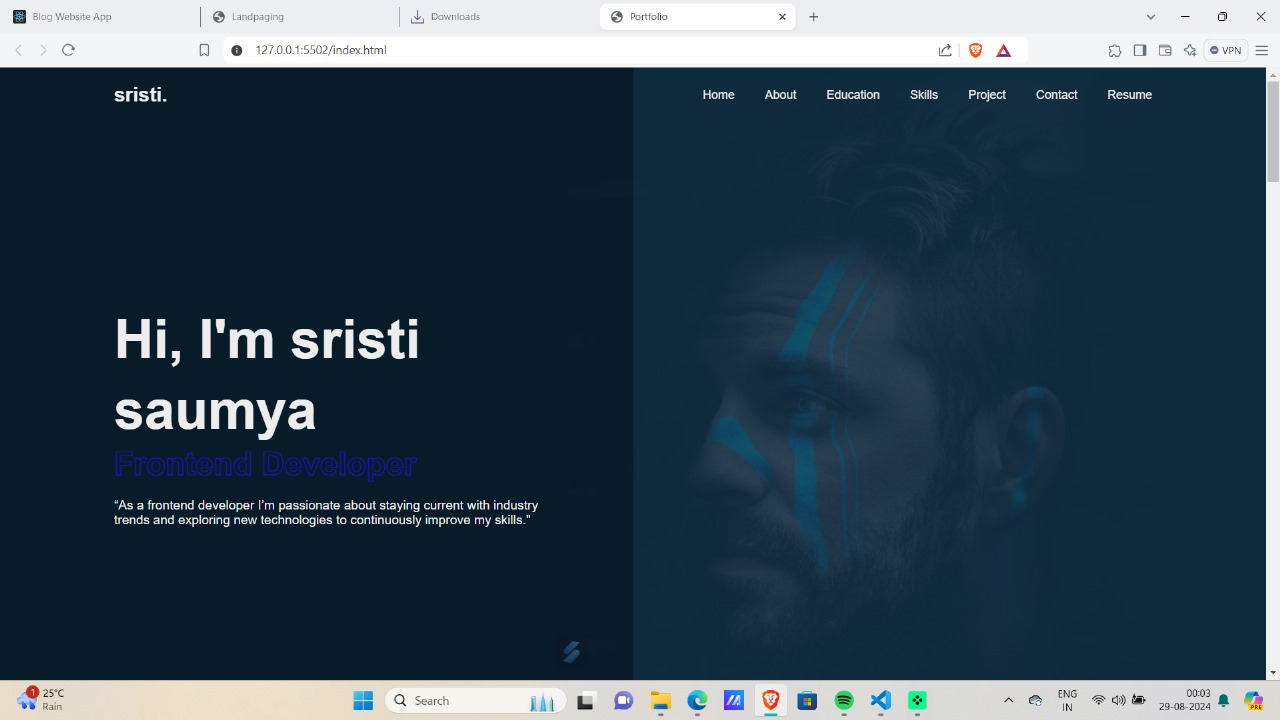 Blog Website App
Landpaging
Downloads
Portfolio
127.0.0.1:5502/index.html
VPN
sristi.
Home About Education Skills Project Contact Resume
Hi, I'm sristi
saumya
Frontend Developer
“As a frontend developer I’m passionate about staying current with industry
trends and exploring new technologies to continuously improve my skills.”
1
25°C
Rain
Search
ENG
IN
00:03
29-08-2024
PRE